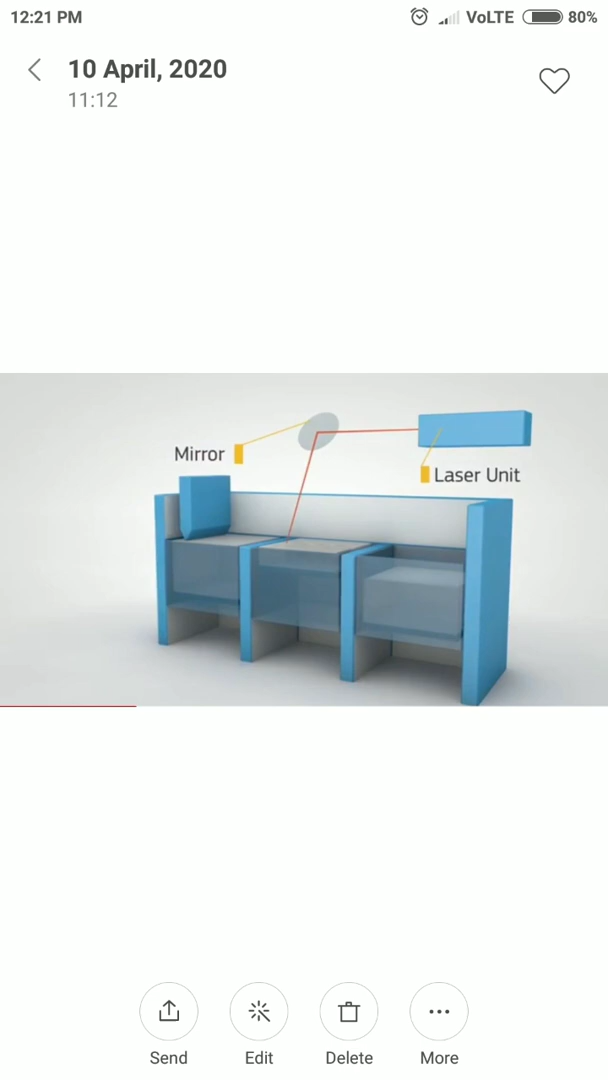 12:21 PM VoLTE 80%
10 April, 2020
11:12
Mirror
Laser Unit
Send Edit Delete More